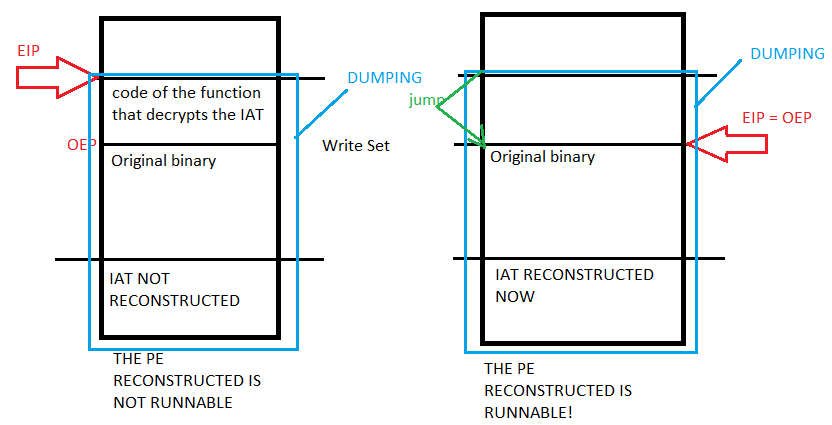 EIP
DUMPING
code of the function
that decrypts the IAT
OEP
Original binary
Write Set
IAT NOT
RECONSTRUCTED
THE PE
RECONSTRUCTED IS
NOT RUNNABLE
DUMPING
jump
EIP = OEP
Original binary
IAT RECONSTRUCTED
NOW
THE PE
RECONSTRUCTED IS
RUNNABLE!